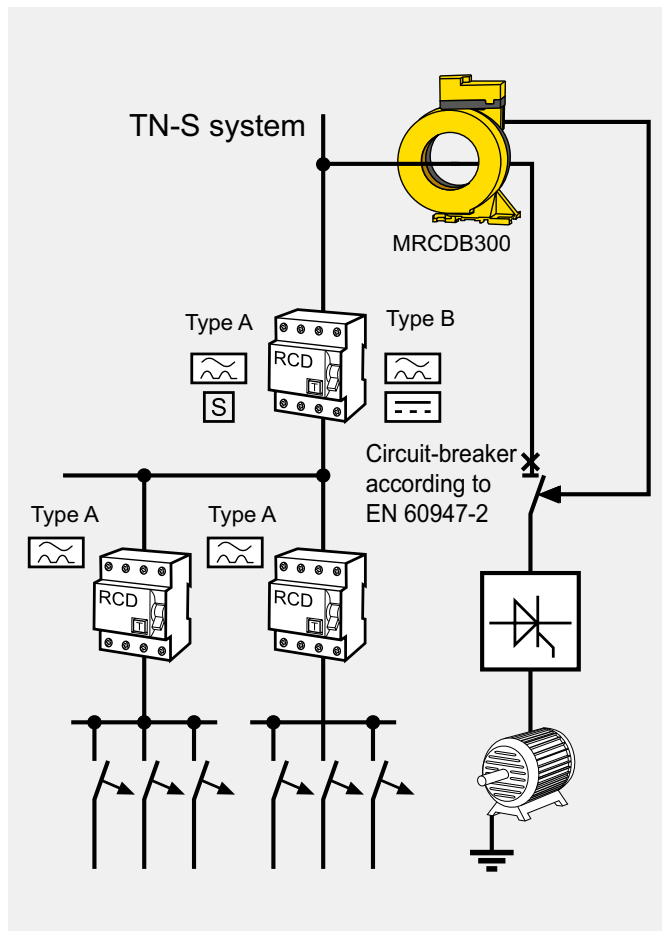 TN-S system
MRCDB300
Type A
Type B
RCD
T
S
Circuit-breaker
according to
EN 60947-2
Type A
Type A
RCD
T
RCD
T